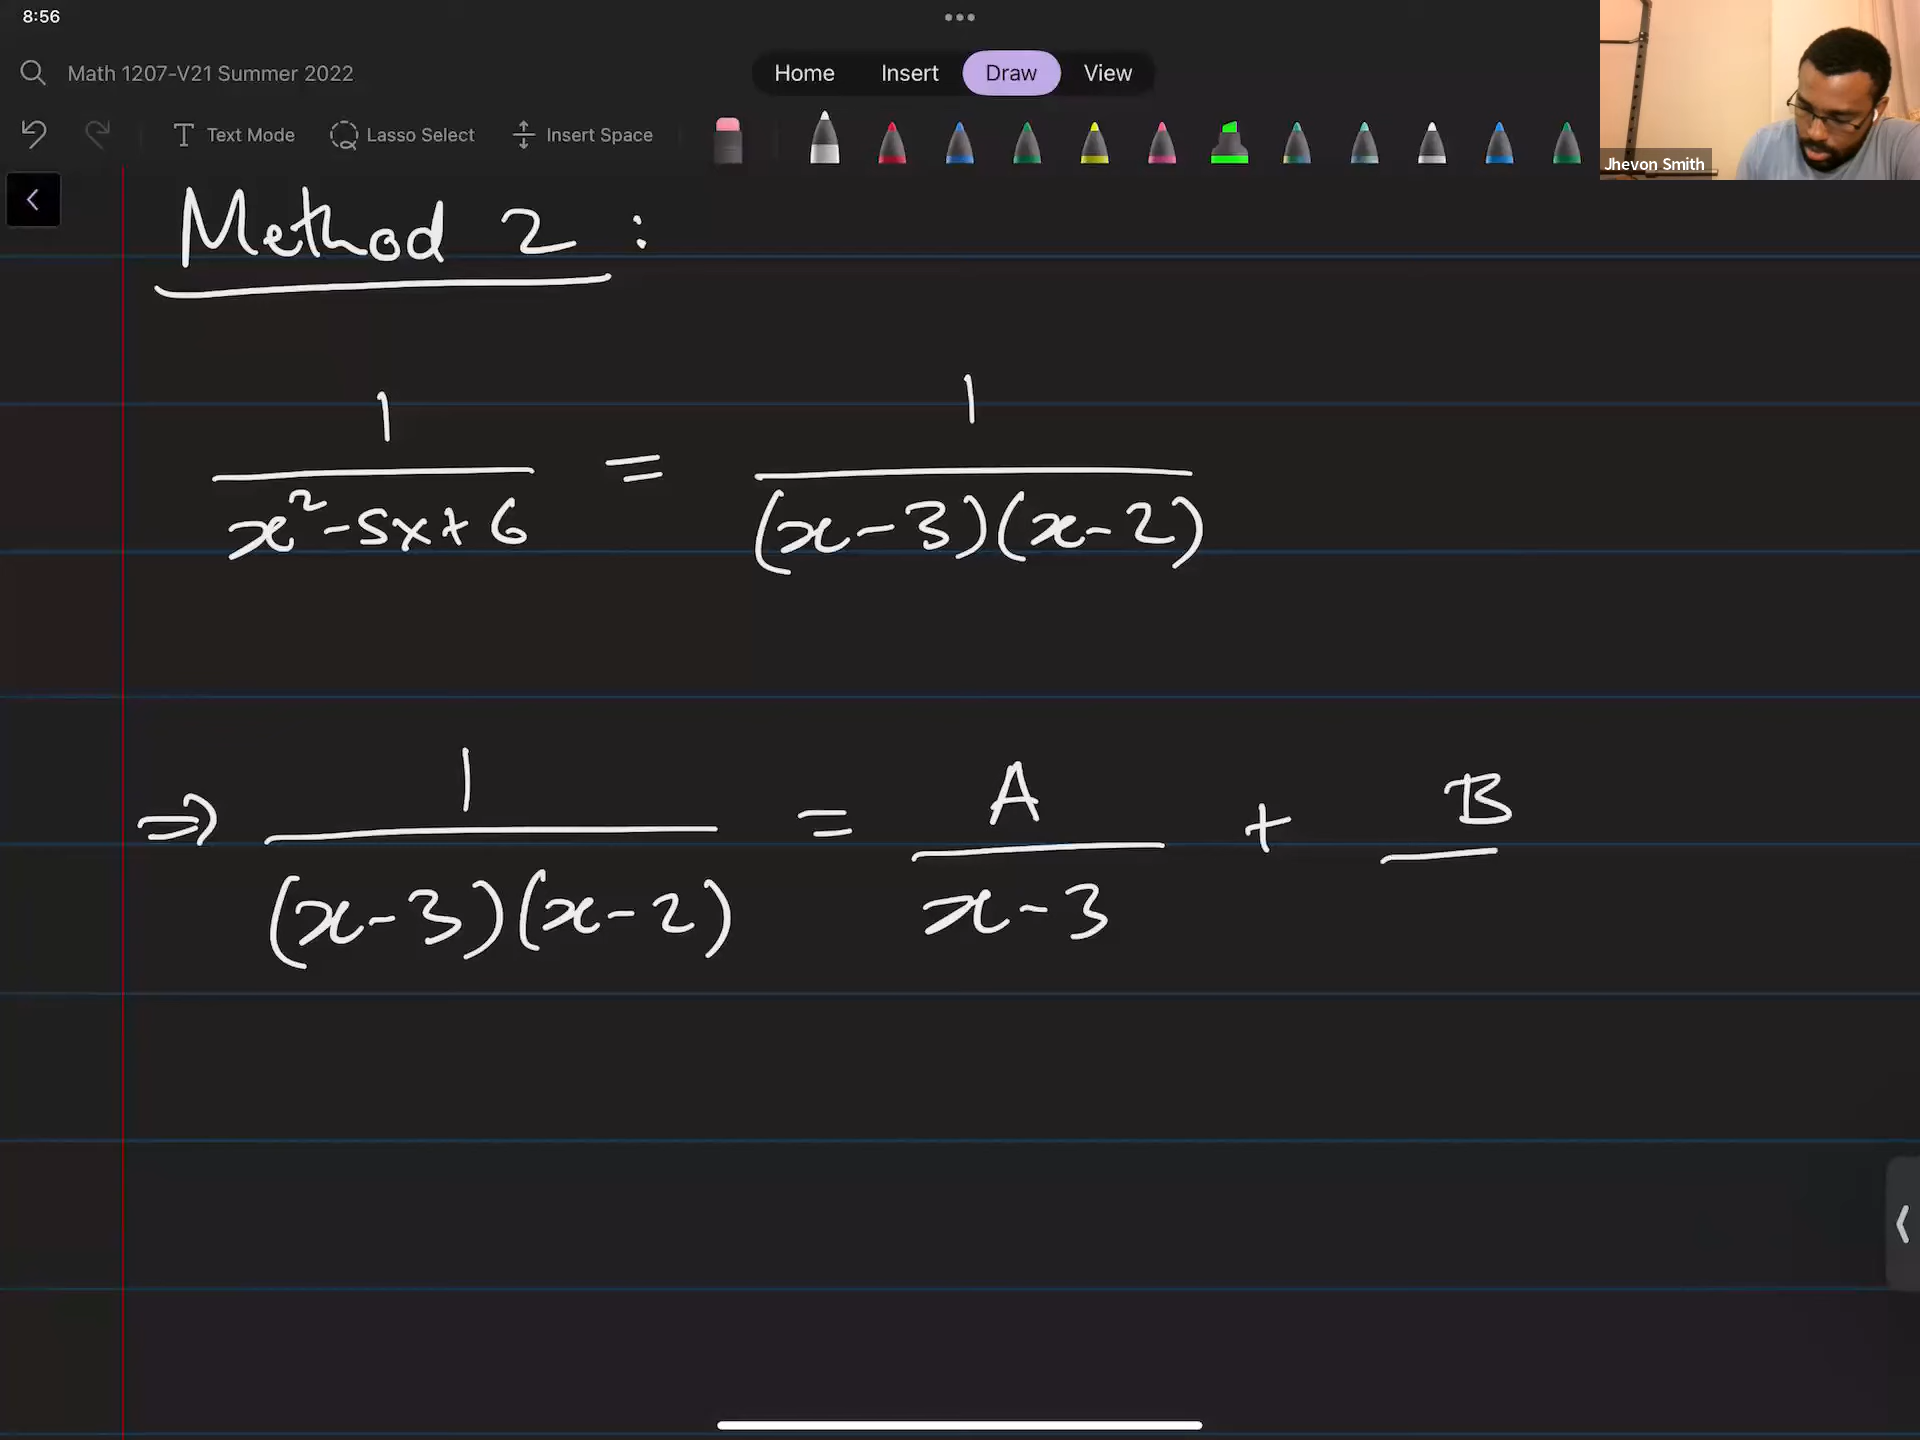 8:56
Math 1207-V21 Summer 2022
Home Insert Draw View
Text Mode Lasso Select Insert Space
Jhevon Smith
Method 2 :
1 1
— = —
x²-5x+6 (x-3)(x-2)
1 A B
⇒ — = — + —
(x-3)(x-2) x-3